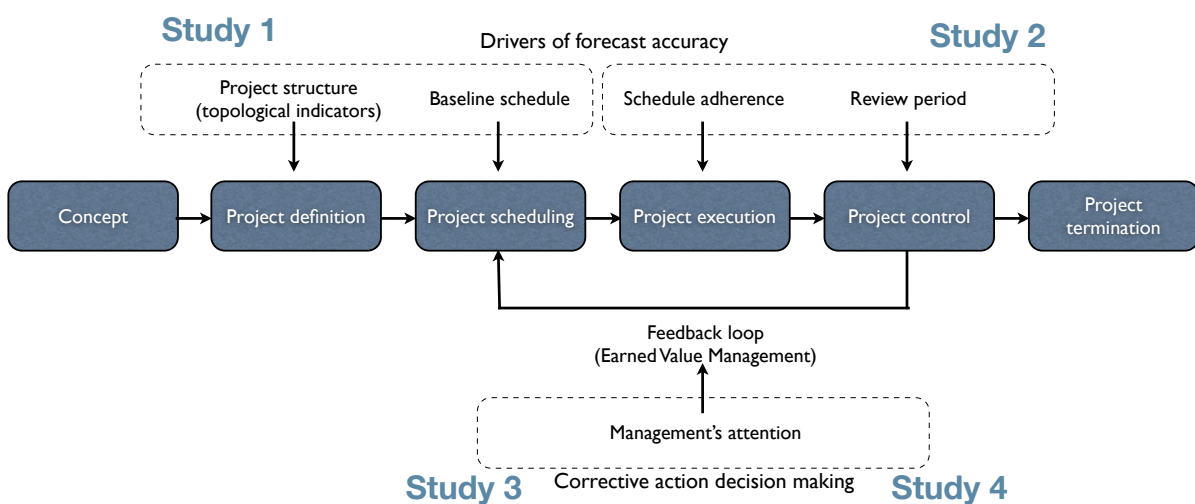 Study 1
Drivers of forecast accuracy
Study 2
Project structure
(topological indicators)
Baseline schedule
Schedule adherence
Review period
Concept
Project definition
Project scheduling
Project execution
Project control
Project
termination
Feedback loop
(Earned Value Management)
Management's attention
Study 3
Corrective action decision making
Study 4